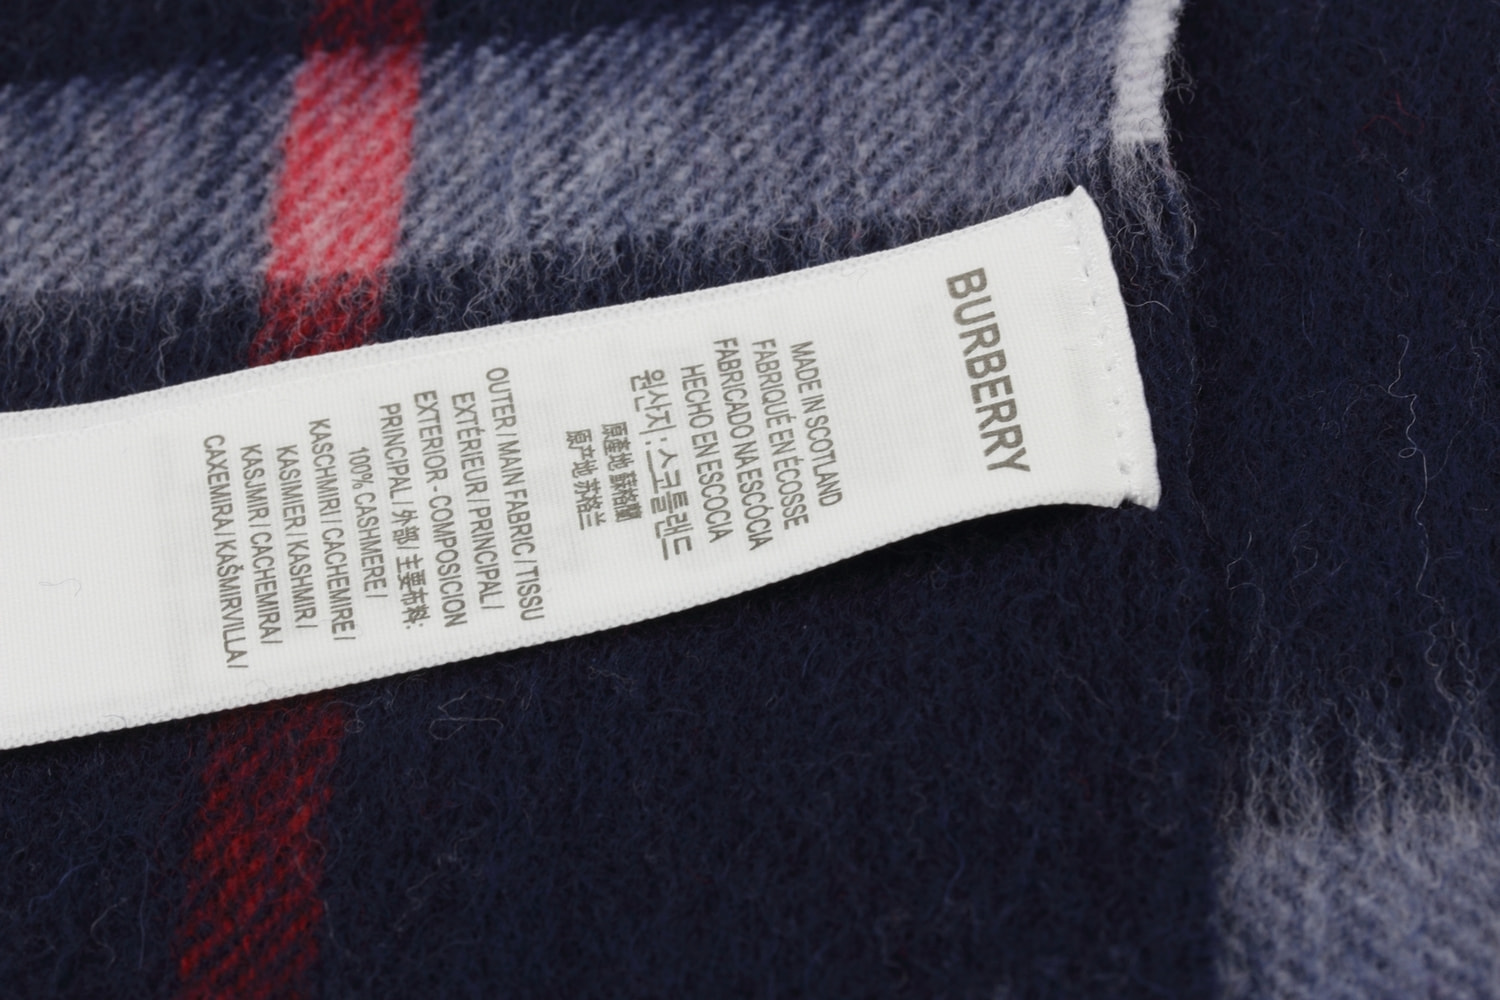 BURBERRY
MADE IN SCOTLAND
FABRIQUÉ EN ÉCOSSE
FABRICADO NA ESCÓCIA
HECHO EN ESCOCIA
원산지 : 스코틀랜드
原產地 蘇格蘭
原产地 苏格兰
OUTER / MAIN FABRIC / TISSU
EXTÉRIEUR / PRINCIPAL /
EXTERIOR - COMPOSICION
PRINCIPAL / 外部/ 主要布料:
100% CASHMERE /
KASCHMIRI / CACHEMIRE /
KASIMIER / KASHMIR /
KASJMIR / CACHEMIRA /
CAXEMIRA / KAŠMIRVILLA /